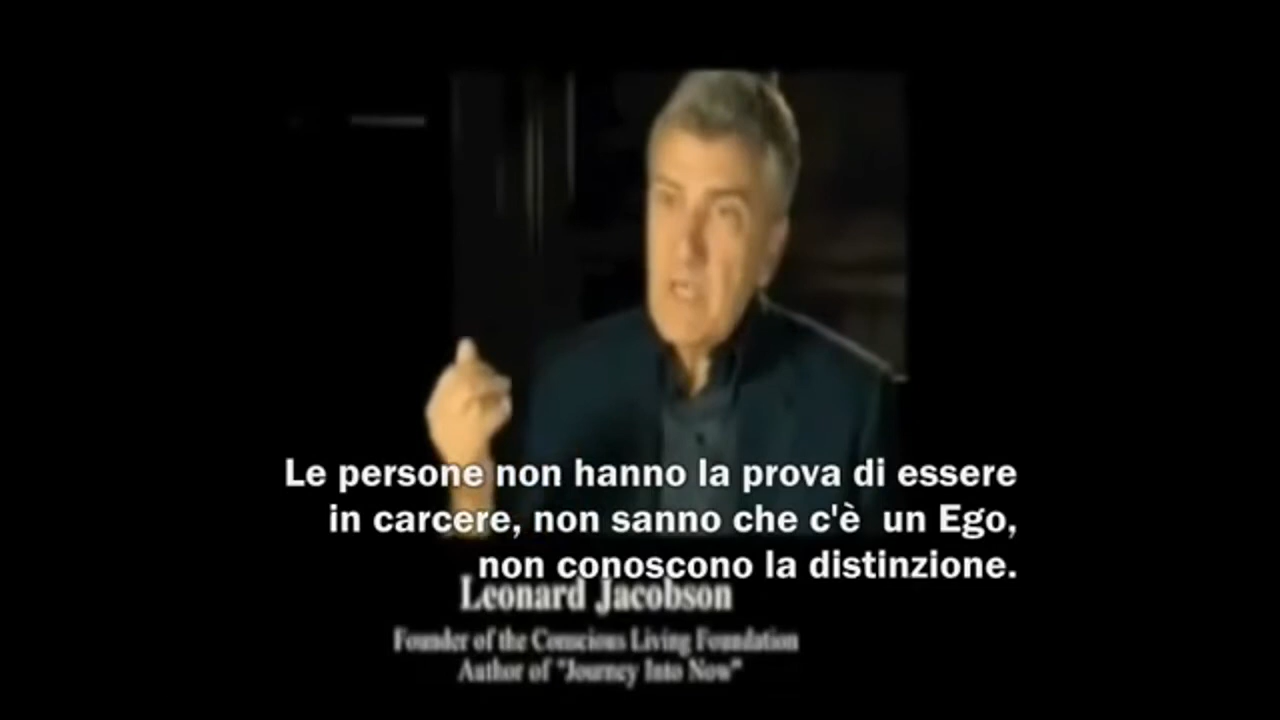 Le persone non hanno la prova di essere
in carcere, non sanno che c'è  un Ego,
non conoscono la distinzione.
Leonard Jacobson
Founder of the Conscious Living Foundation
Author of "Journey Into Now"